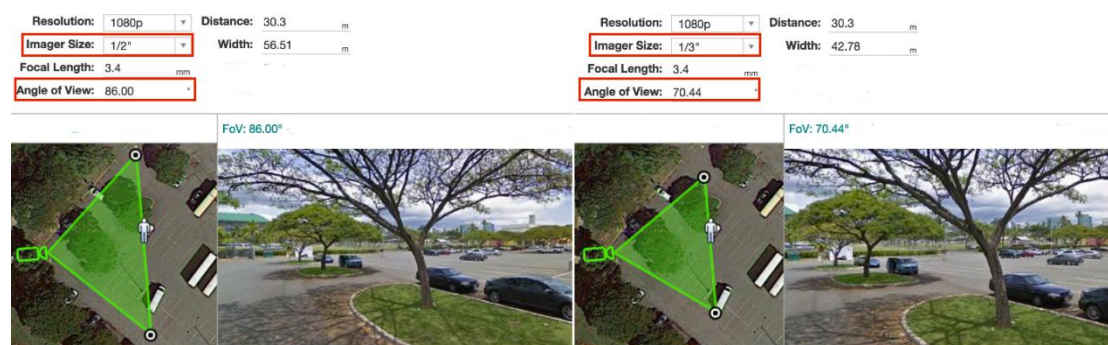 Resolution: 1080p Distance: 30.3 m
Imager Size: 1/2" Width: 56.51 m
Focal Length: 3.4 mm
Angle of View: 86.00 °
FoV: 86.00°
Resolution: 1080p Distance: 30.3 m
Imager Size: 1/3" Width: 42.78 m
Focal Length: 3.4 mm
Angle of View: 70.44 °
FoV: 70.44°